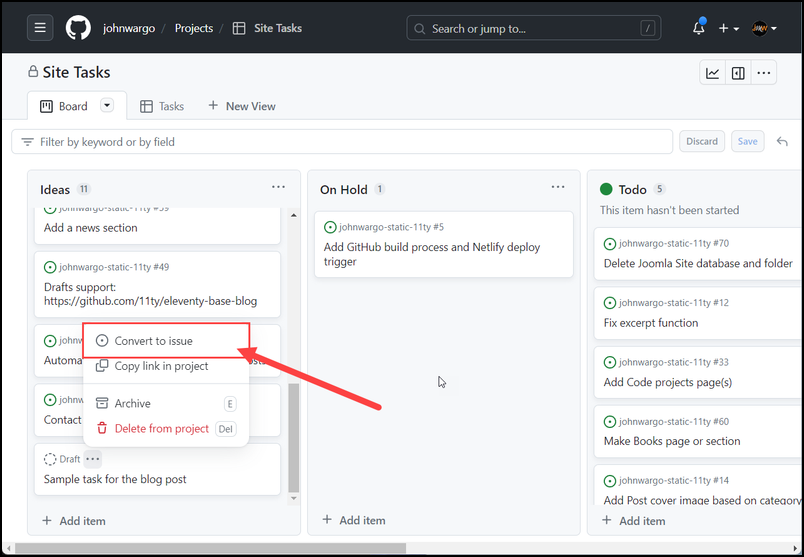 johnwargo / Projects / Site Tasks
Search or jump to... /
Site Tasks
Board Tasks + New View
Filter by keyword or by field
Discard Save
Ideas 11
johnwargo-static-11ty #39
Add a news section
johnwargo-static-11ty #49
Drafts support:
https://github.com/11ty/eleventy-base-blog
johnw
Automa
Contact
Convert to issue
Copy link in project
Archive E
Delete from project Del
Draft ...
Sample task for the blog post
+ Add item
On Hold 1
johnwargo-static-11ty #5
Add GitHub build process and Netlify deploy
trigger
+ Add item
Todo 5
This item hasn't been started
johnwargo-static-11ty #70
Delete Joomla Site database and folder
johnwargo-static-11ty #12
Fix excerpt function
johnwargo-static-11ty #33
Add Code projects page(s)
johnwargo-static-11ty #60
Make Books page or section
johnwargo-static-11ty #14
Add Post cover image based on category
+ Add item